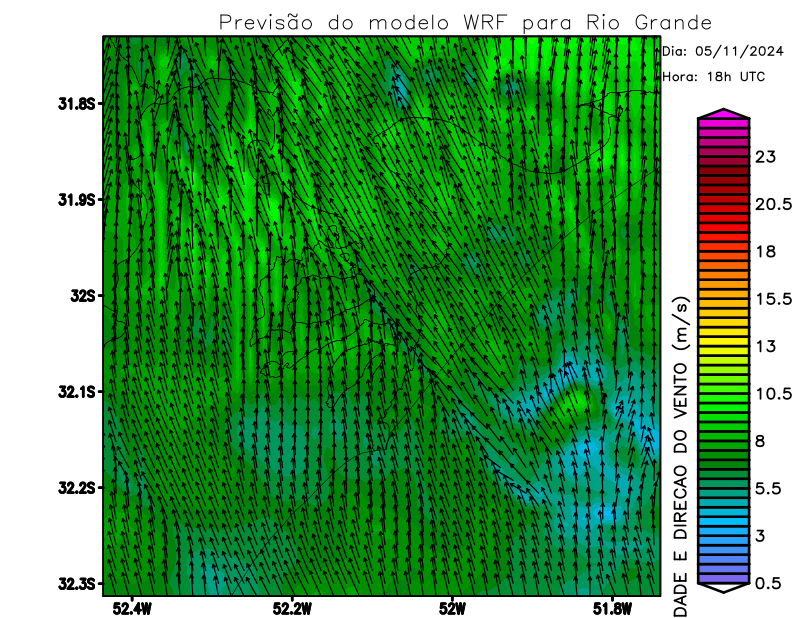 Previsão do modelo WRF para Rio Grande
Dia: 05/11/2024
Hora: 18h UTC
31.8S
31.9S
32S
32.1S
32.2S
32.3S
52.4W
52.2W
52W
51.8W
23
20.5
18
15.5
13
10.5
8
5.5
3
0.5
DADE E DIRECAO DO VENTO (m/s)